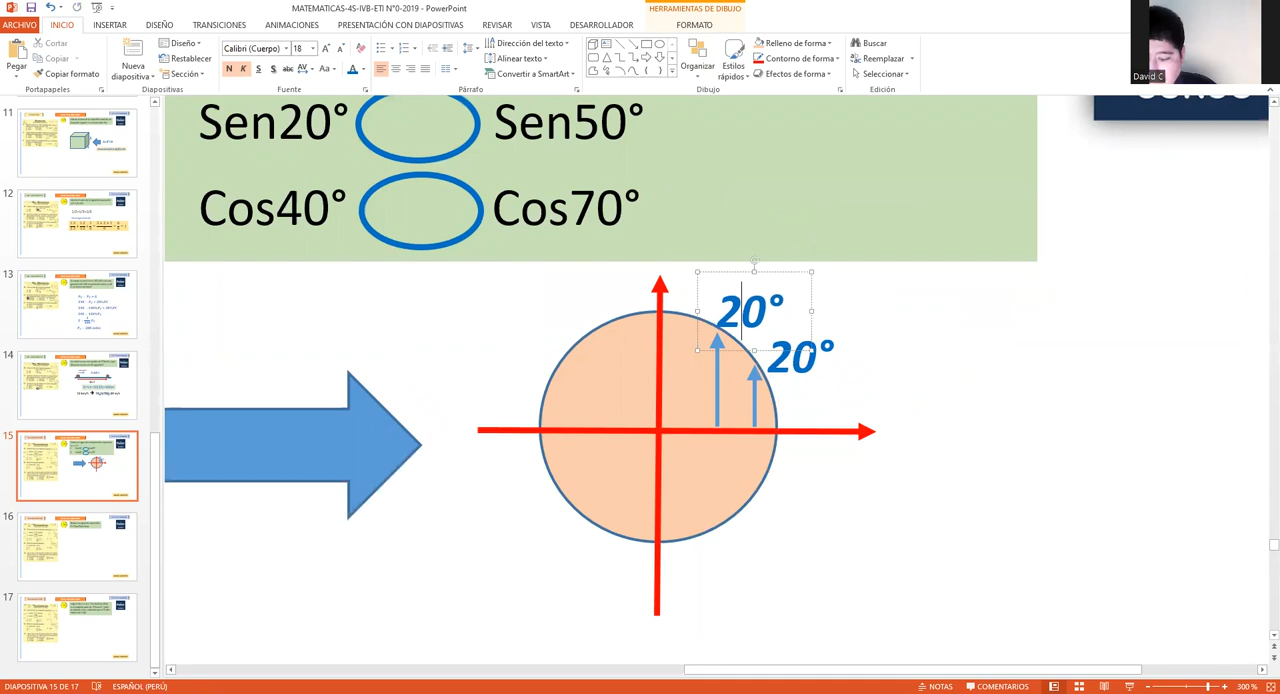 MATEMATICAS-4S-IVB-ETI N°0-2019 - PowerPoint
HERRAMIENTAS DE DIBUJO
ARCHIVO INICIO INSERTAR DISEÑO TRANSICIONES ANIMACIONES PRESENTACIÓN CON DIAPOSITIVAS REVISAR VISTA DESARROLLADOR FORMATO
Pegar
Cortar
Copiar
Copiar formato
Portapapeles
Nueva diapositiva
Diseño
Restablecer
Sección
Diapositivas
Calibri (Cuerpo) 18
N K S S abc AV Aa A
Fuente
Dirección del texto
Alinear texto
Convertir a SmartArt
Párrafo
Organizar
Estilos rápidos
Relleno de forma
Contorno de forma
Efectos de forma
Dibujo
Buscar
Reemplazar
Seleccionar
Edición
David C
11
12
13
14
15
16
17
Sen20° Sen50°
Cos40° Cos70°
20°
20°
DIAPOSITIVA 15 DE 17 ESPAÑOL (PERÚ) NOTAS COMENTARIOS 300 %